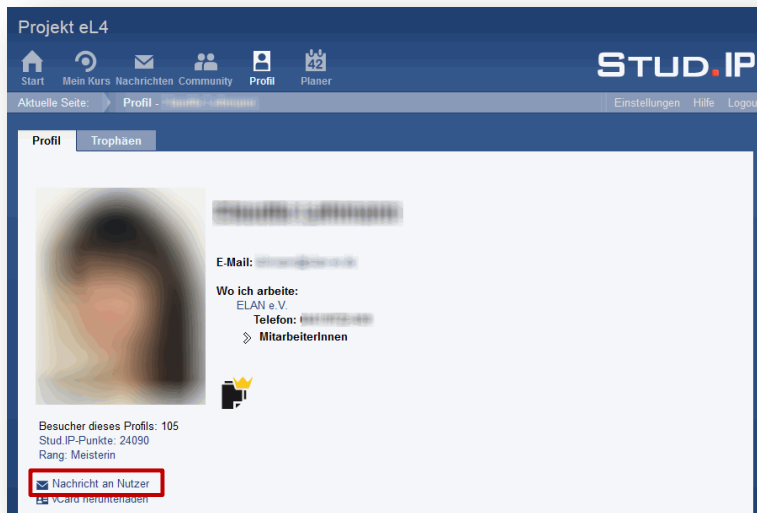 Projekt eL4
Start Mein Kurs Nachrichten Community Profil 42 Planer
STUD.IP
Aktuelle Seite: Profil -
Einstellungen Hilfe Logou
Profil Trophäen
E-Mail:
Wo ich arbeite:
ELAN e.V.
Telefon:
MitarbeiterInnen
Besucher dieses Profils: 105
Stud.IP-Punkte: 24090
Rang: Meisterin
Nachricht an Nutzer
vCard herunterladen